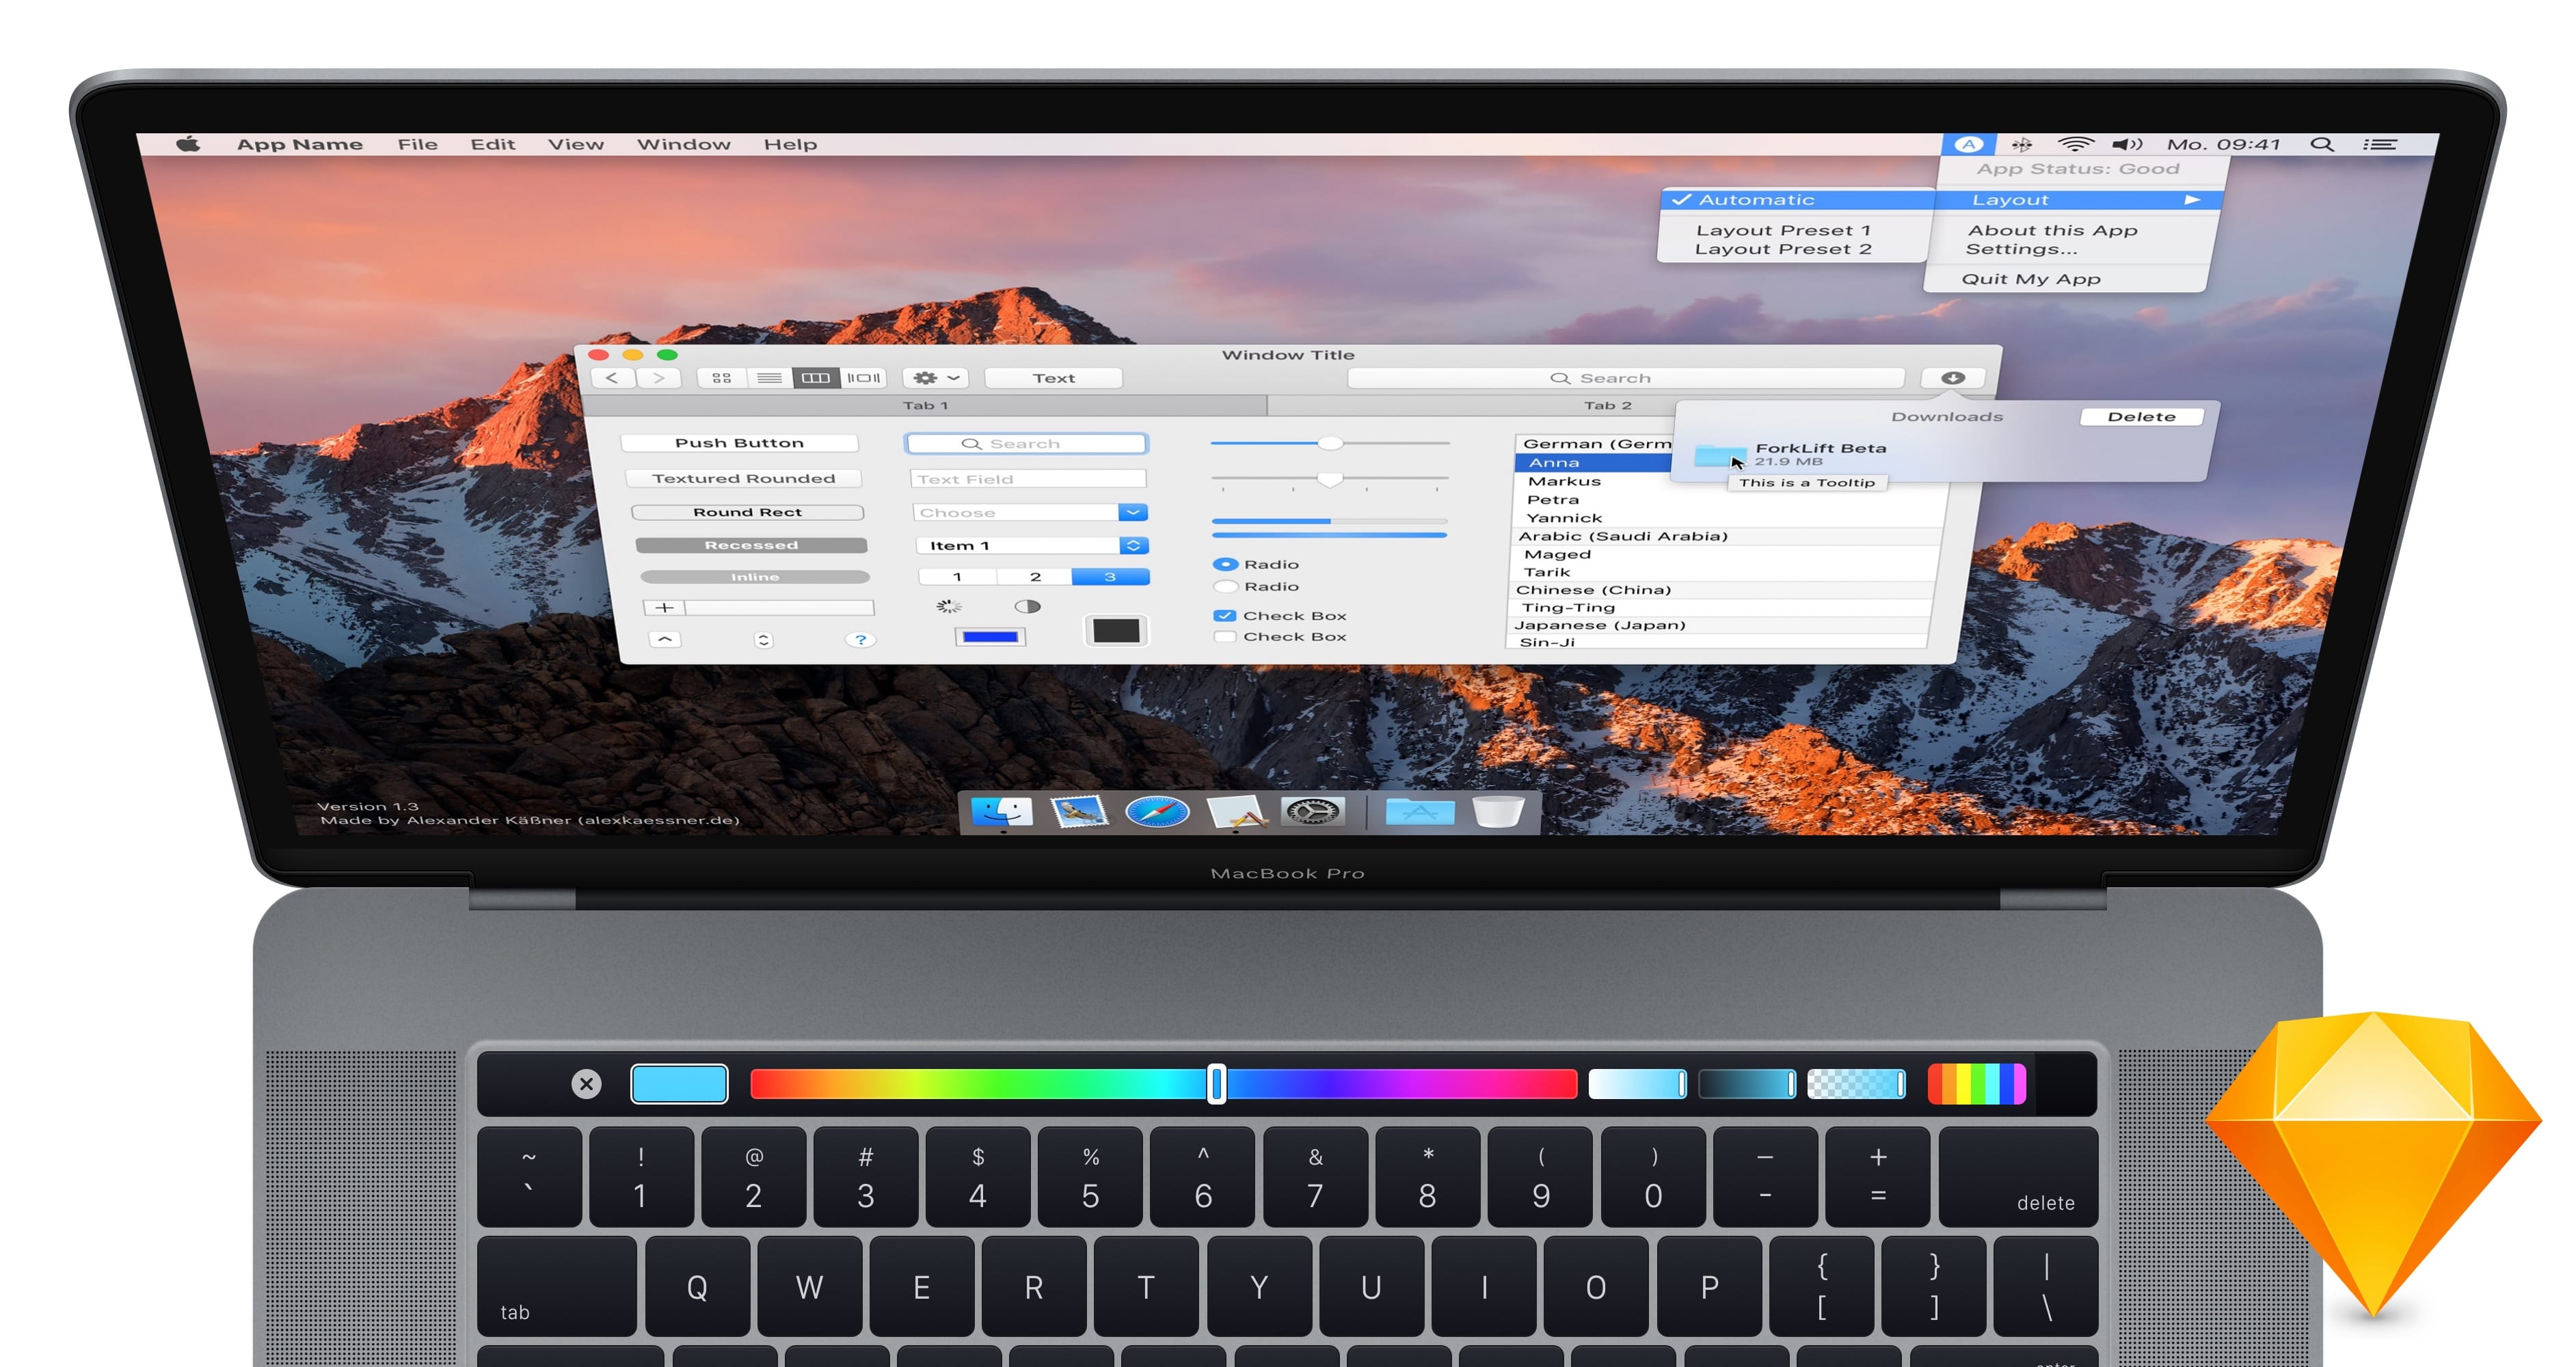 App Name File Edit View Window Help
A Mo. 09:41
App Status: Good
Layout
Automatic
Layout Preset 1
Layout Preset 2
About this App
Settings...
Quit My App
Window Title
Text
Search
Tab 1
Tab 2
Downloads
Delete
ForkLift Beta
21.9 MB
This is a Tooltip
Push Button
Textured Rounded
Round Rect
Recessed
Inline
?
Search
Text Field
Choose
Item 1
1 2 3
Radio
Radio
Check Box
Check Box
German (Germ
Anna
Markus
Petra
Yannick
Arabic (Saudi Arabia)
Maged
Tarik
Chinese (China)
Ting-Ting
Japanese (Japan)
Sin-Ji
Version 1.3
Made by Alexander Käßner (alexkaessner.de)
MacBook Pro
~ ! @ # $ % ^ & * ( ) — +
` 1 2 3 4 5 6 7 8 9 0 - = delete
tab Q W E R T Y U I O P { [ } ] | \